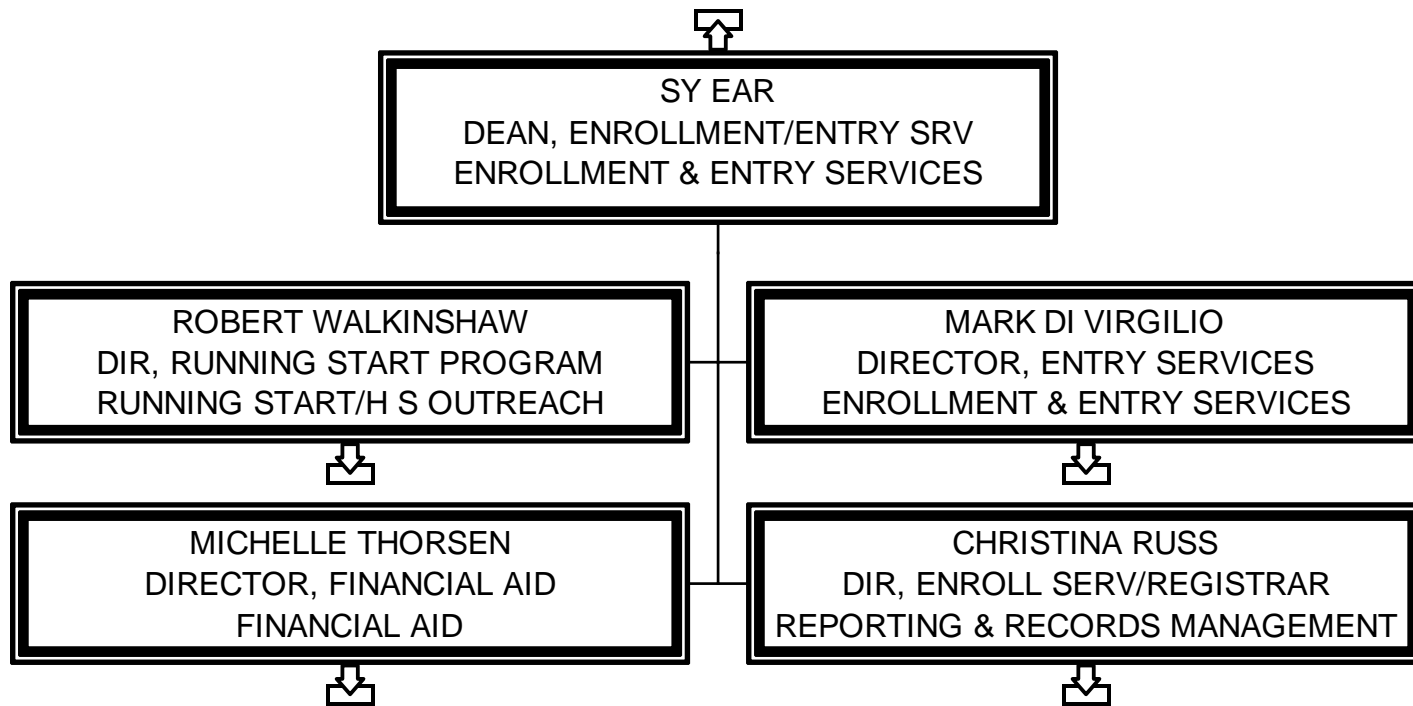 SY EAR
DEAN, ENROLLMENT/ENTRY SRV
ENROLLMENT & ENTRY SERVICES
ROBERT WALKINSHAW
DIR, RUNNING START PROGRAM
RUNNING START/H S OUTREACH
MARK DI VIRGILIO
DIRECTOR, ENTRY SERVICES
ENROLLMENT & ENTRY SERVICES
MICHELLE THORSEN
DIRECTOR, FINANCIAL AID
FINANCIAL AID
CHRISTINA RUSS
DIR, ENROLL SERV/REGISTRAR
REPORTING & RECORDS MANAGEMENT